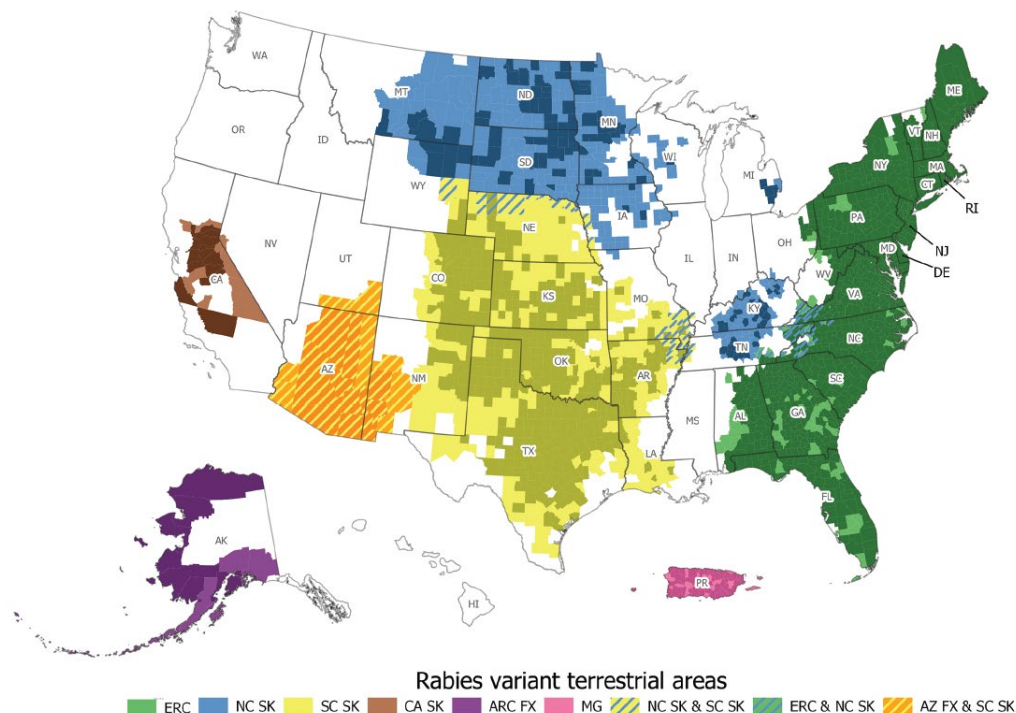 WA
ME
MT
ND
VT
MN
NH
OR
ID
WI
NY
MA
SD
MI
CT
WY
RI
IA
PA
NE
NJ
NV
OH
MD
IL
IN
DE
UT
CA
CO
WV
KS
MO
VA
KY
TN
NC
AZ
NM
OK
AR
SC
MS
AL
GA
TX
LA
FL
AK
PR
HI
Rabies variant terrestrial areas
ERC NC SK SC SK CA SK ARC FX MG NC SK & SC SK ERC & NC SK AZ FX & SC SK